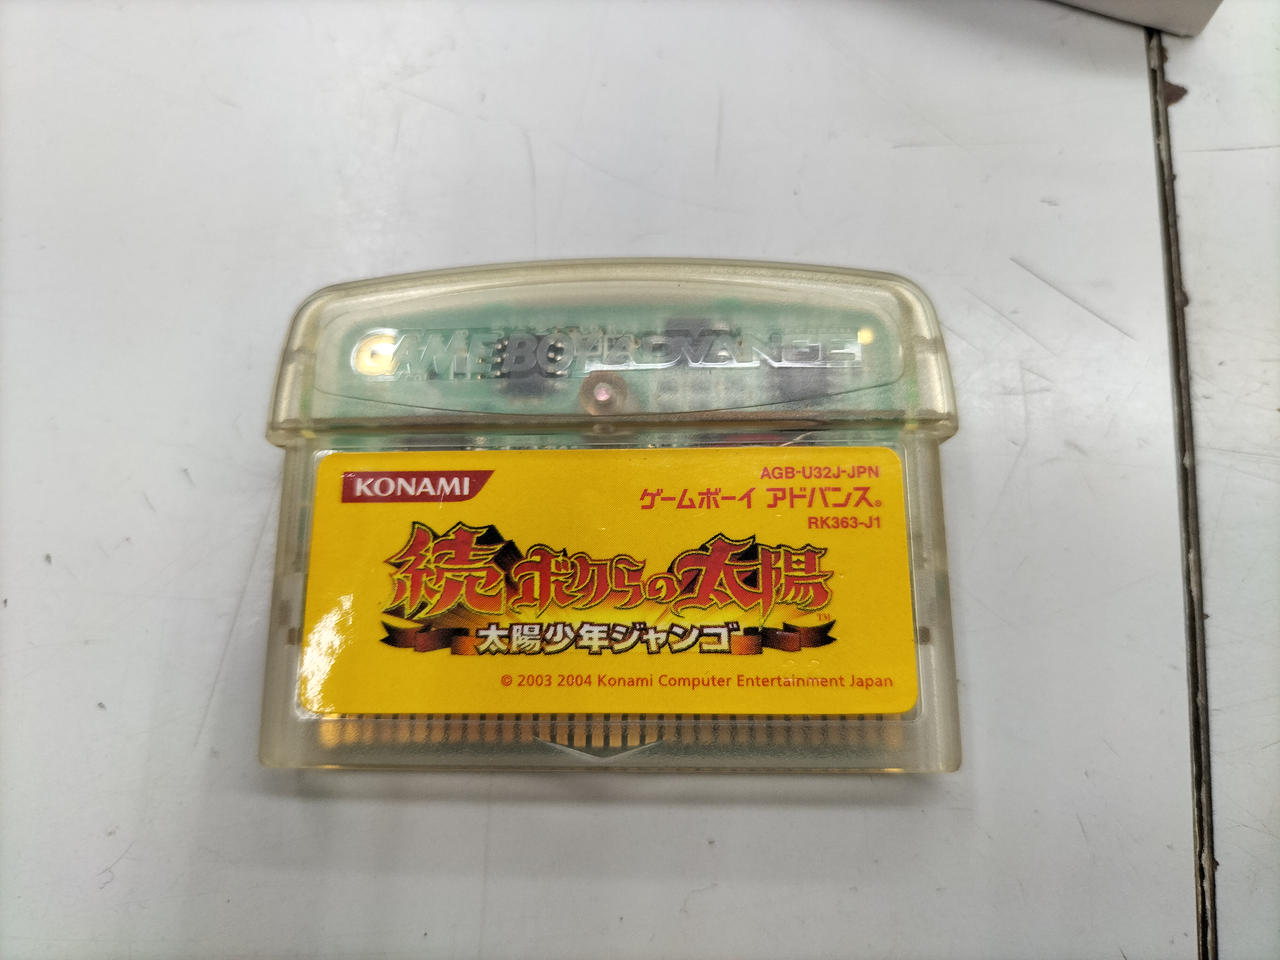 GAME BOY ADVANCE
KONAMI
AGB-U32J-JPN
ゲームボーイ アドバンス®
RK363-J1
続ボクらの太陽™
太陽少年ジャンゴ
© 2003 2004 Konami Computer Entertainment Japan